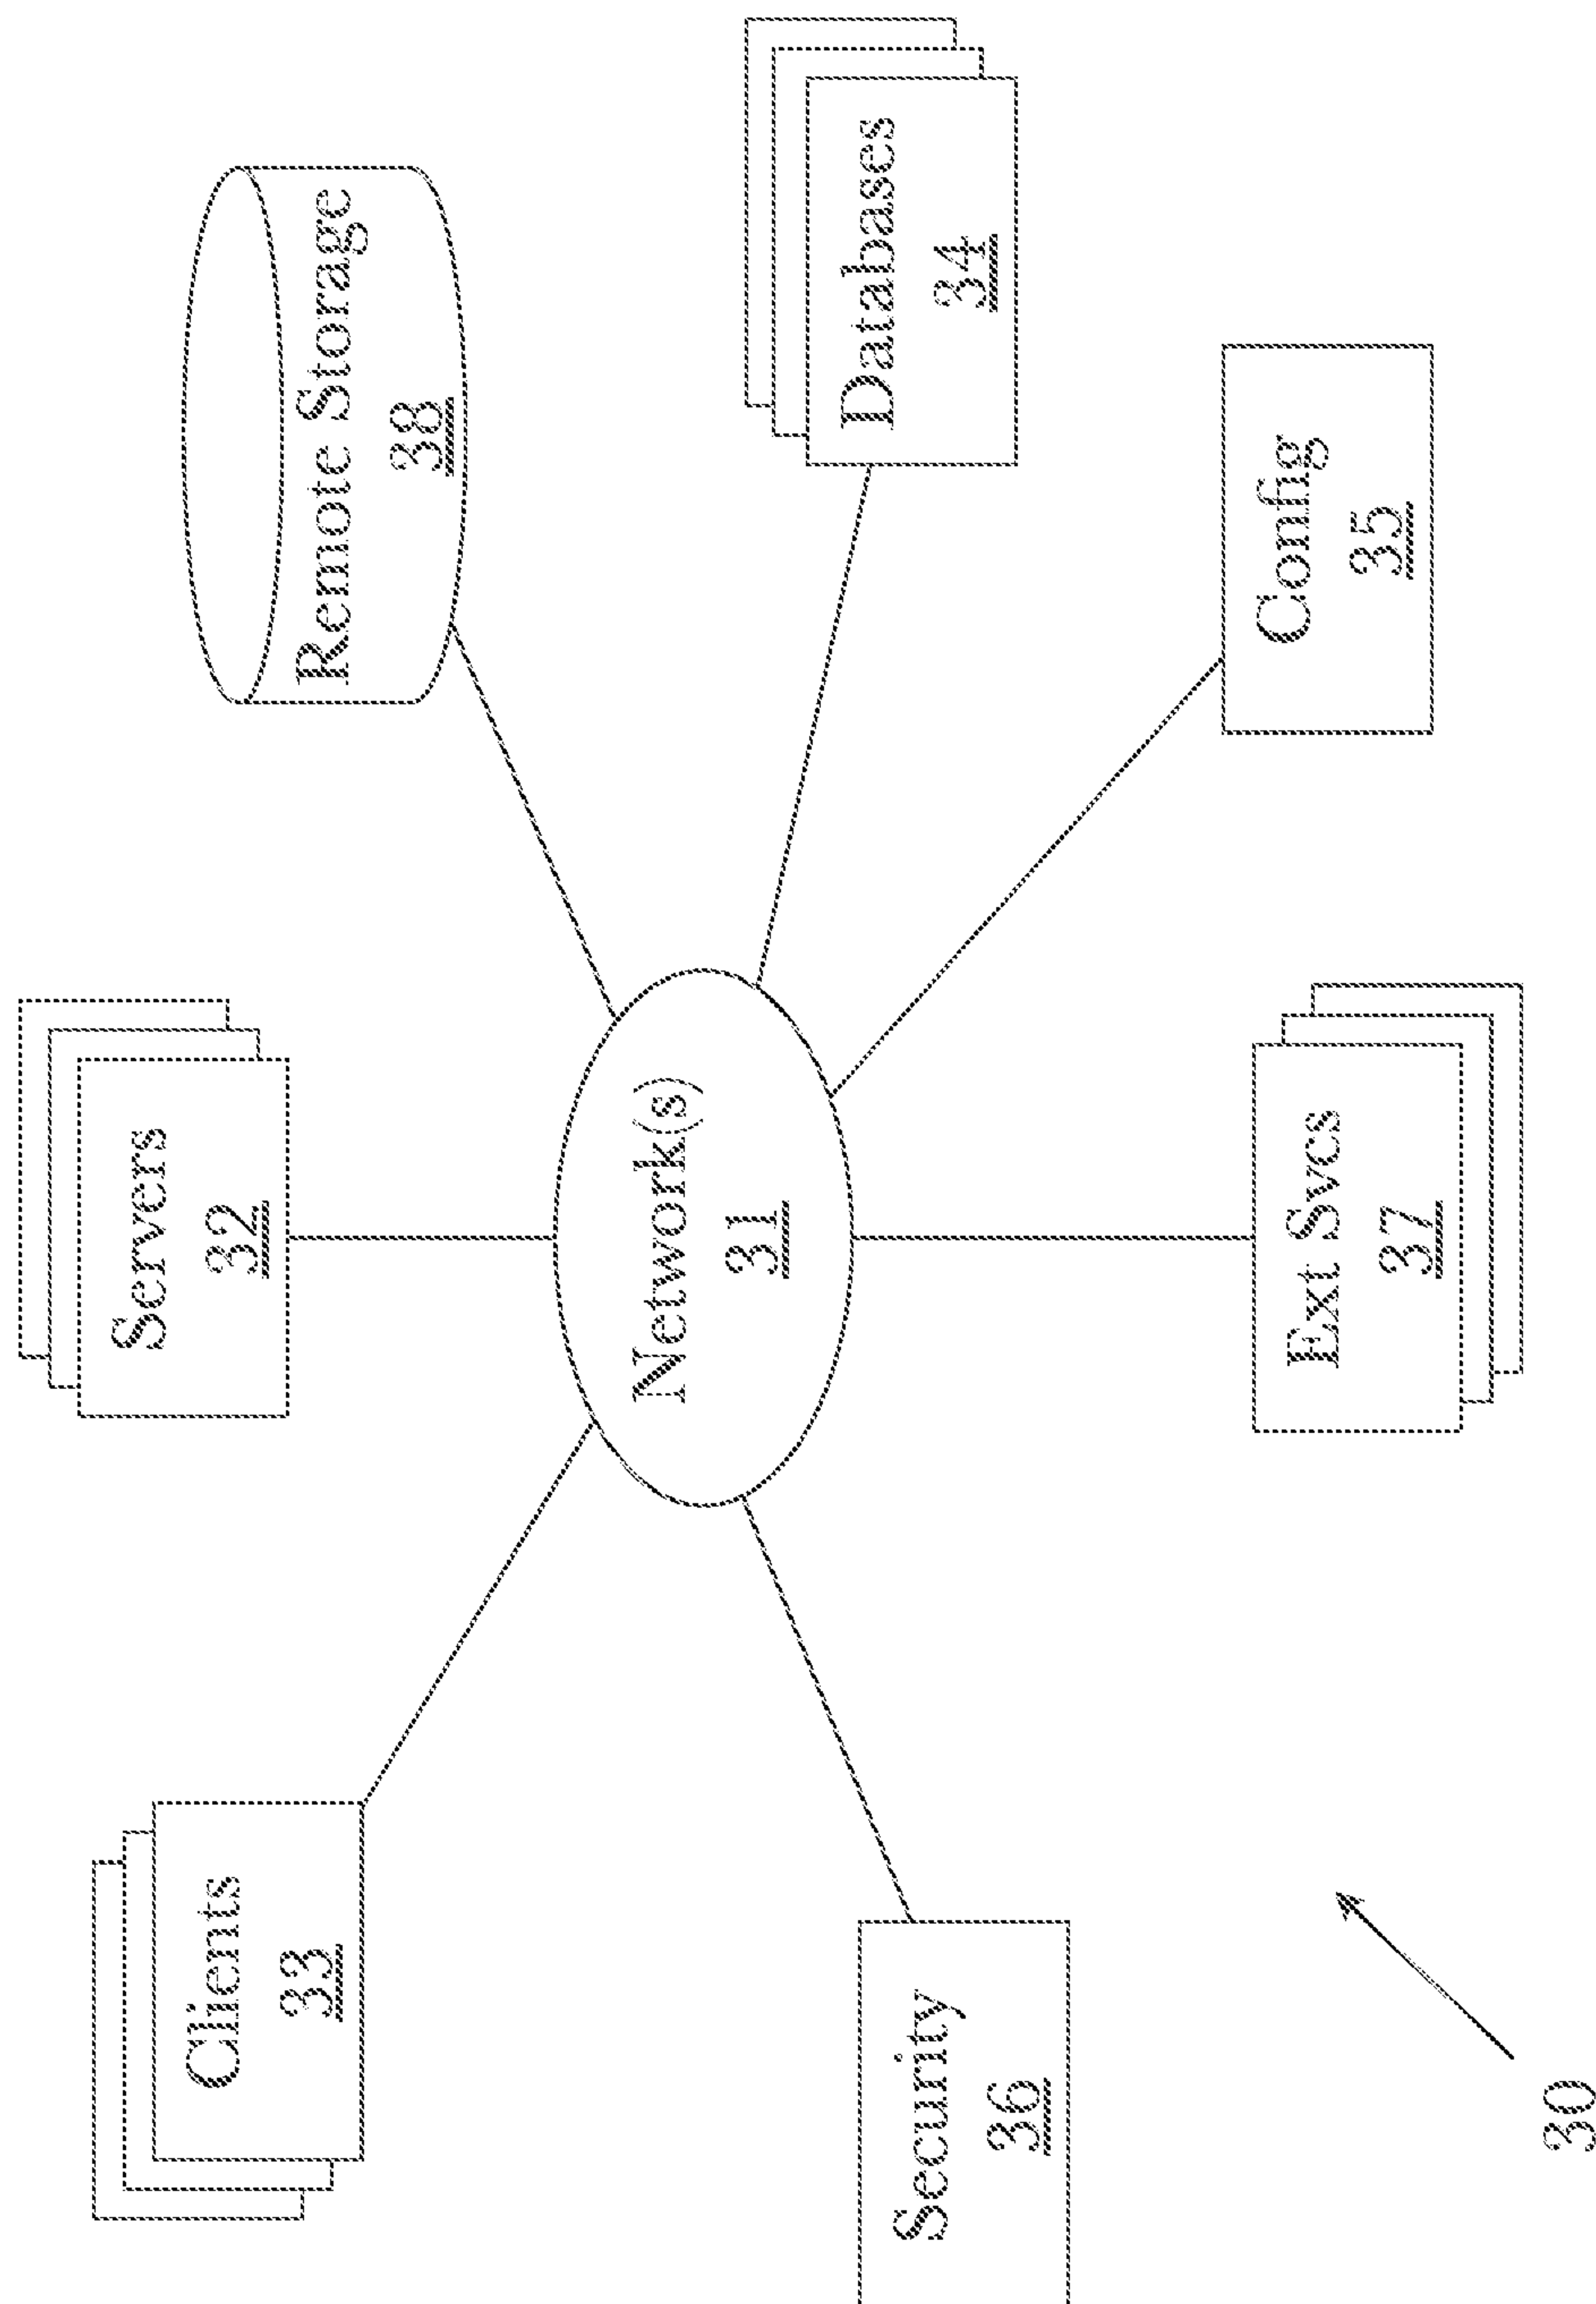 Servers
32
Clients
33
Remote Storage
38
Network(s)
31
Databases
34
Security
36
Config
35
Ext Svcs
37
30